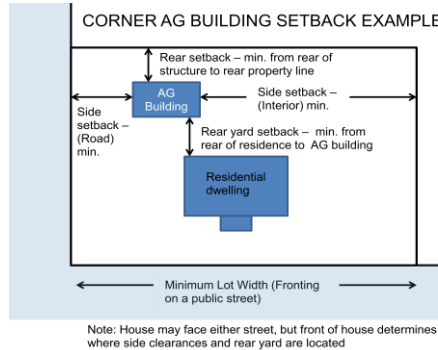 CORNER AG BUILDING SETBACK EXAMPLE
Rear setback – min. from rear of
structure to rear property line
AG
Building
Side setback –
(Interior) min.
Side
setback –
(Road)
min.
Rear yard setback – min. from
rear of residence to AG building
Residential
dwelling
Minimum Lot Width (Fronting
on a public street)
Note: House may face either street, but front of house determines
where side clearances and rear yard are located